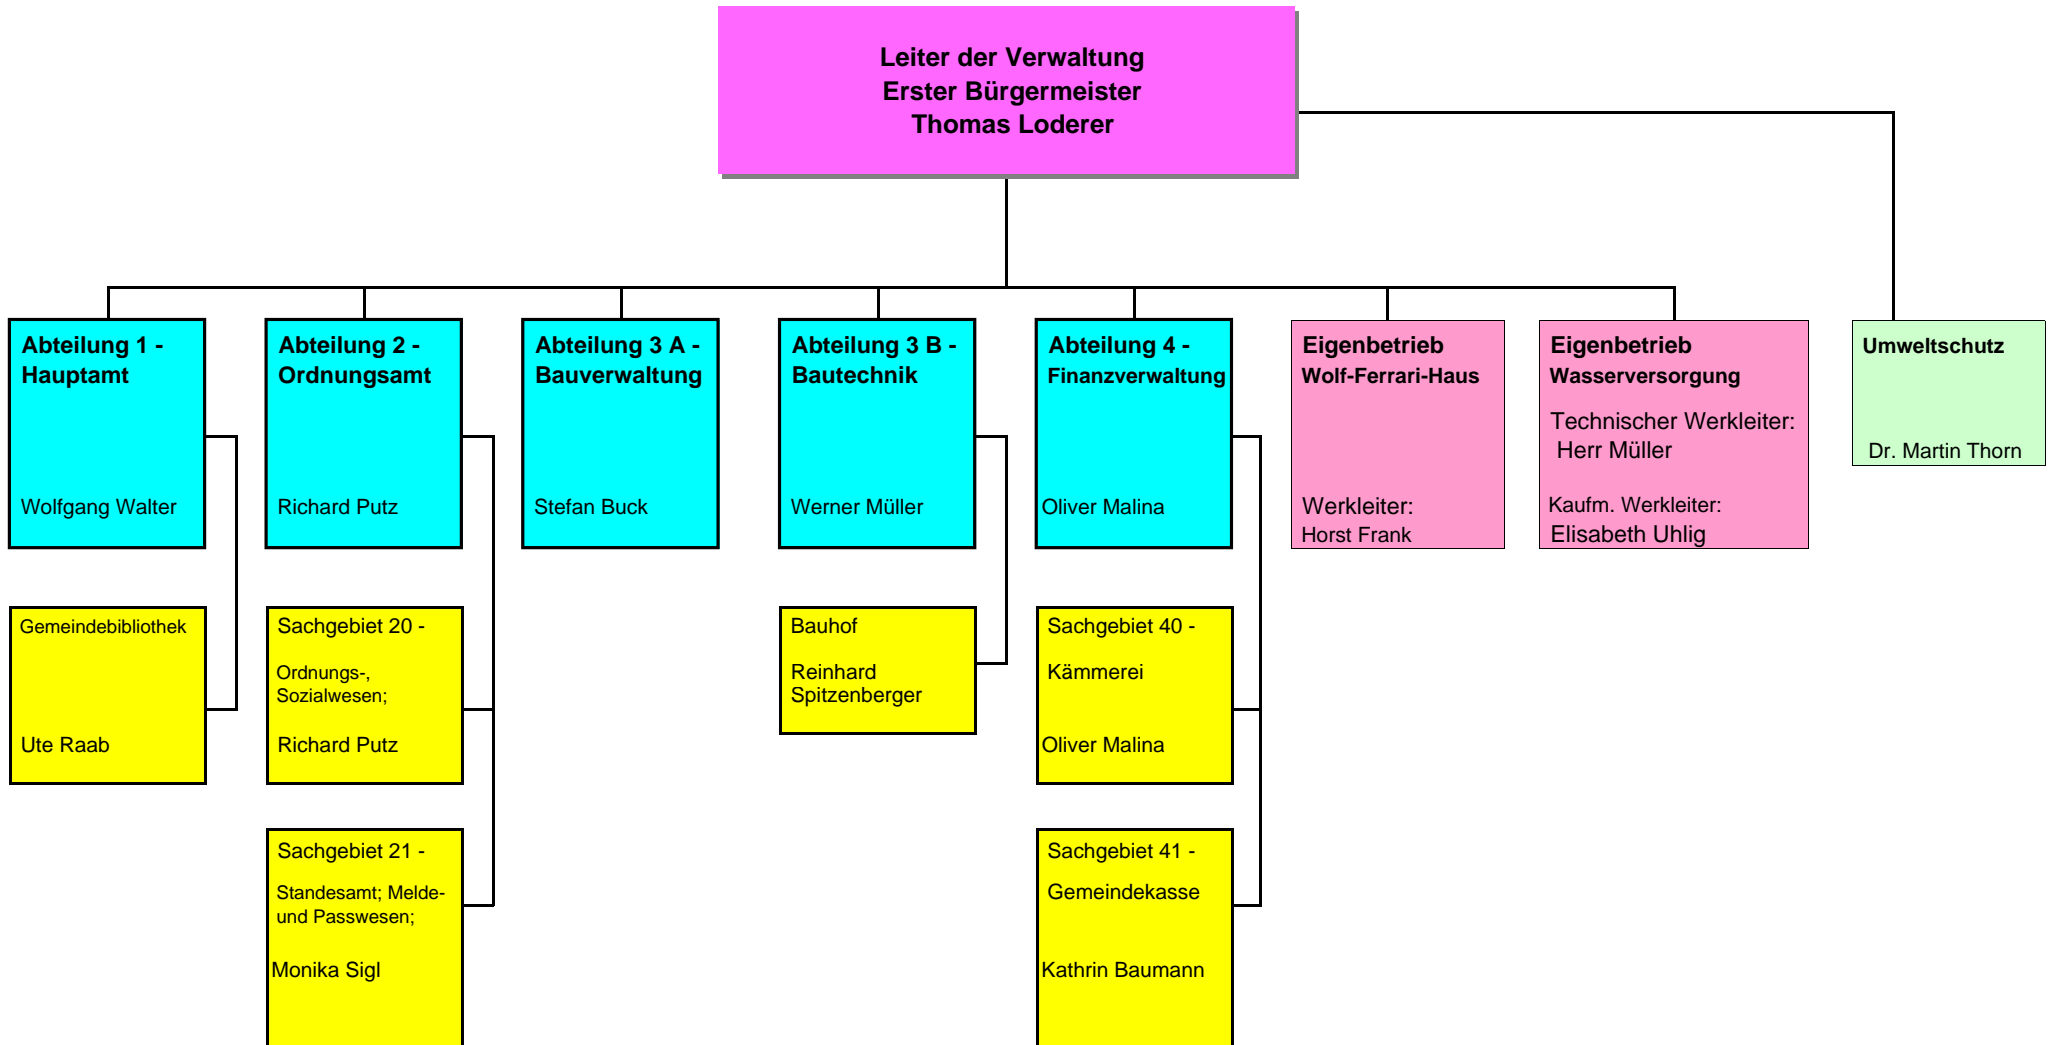 Leiter der Verwaltung
Erster Bürgermeister
Thomas Loderer
Abteilung 1 -
Hauptamt
Wolfgang Walter
Abteilung 2 -
Ordnungsamt
Richard Putz
Abteilung 3 A -
Bauverwaltung
Stefan Buck
Abteilung 3 B -
Bautechnik
Werner Müller
Abteilung 4 -
Finanzverwaltung
Oliver Malina
Eigenbetrieb
Wolf-Ferrari-Haus
Werkleiter:
Horst Frank
Eigenbetrieb
Wasserversorgung
Technischer Werkleiter:
Herr Müller
Kaufm. Werkleiter:
Elisabeth Uhlig
Umweltschutz
Dr. Martin Thorn
Gemeindebibliothek
Ute Raab
Sachgebiet 20 -
Ordnungs-,
Sozialwesen;
Richard Putz
Bauhof
Reinhard
Spitzenberger
Sachgebiet 40 -
Kämmerei
Oliver Malina
Sachgebiet 21 -
Standesamt; Melde-
und Passwesen;
Monika Sigl
Sachgebiet 41 -
Gemeindekasse
Kathrin Baumann